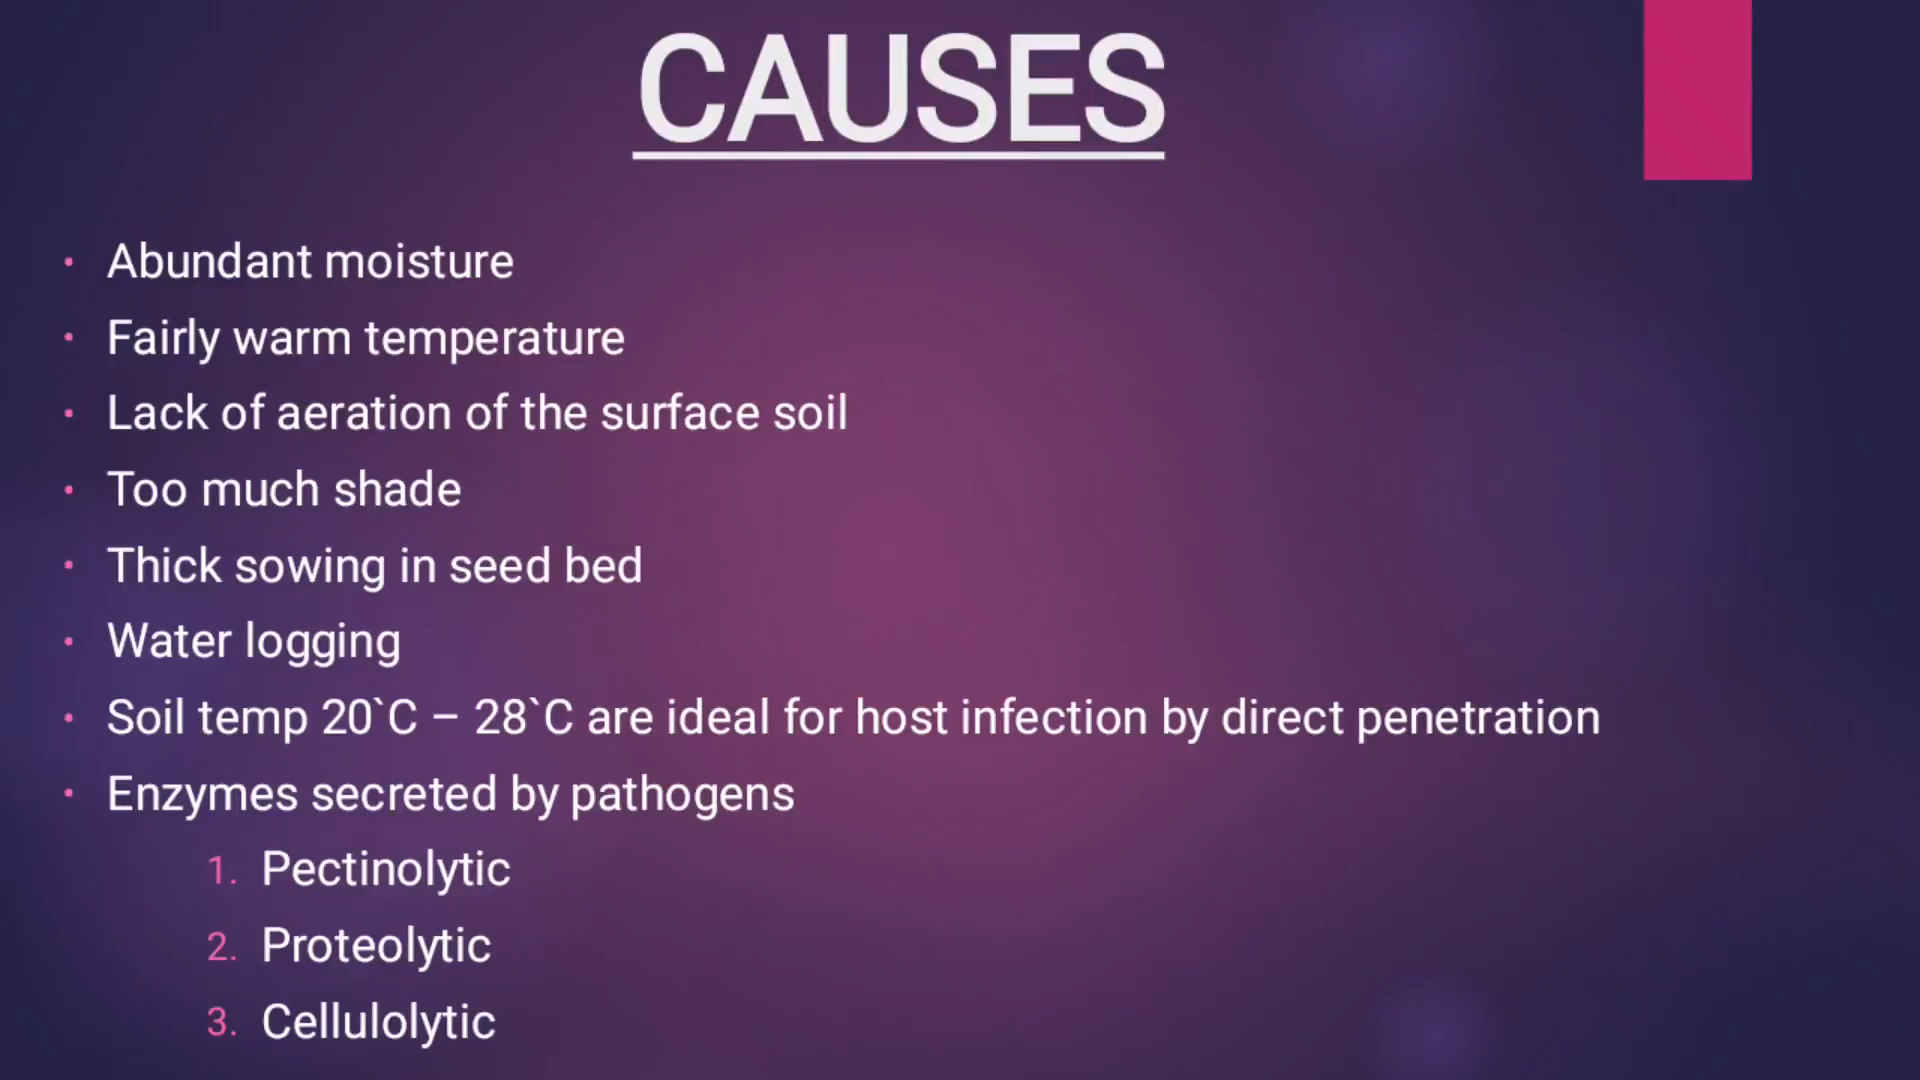 CAUSES
• Abundant moisture
• Fairly warm temperature
• Lack of aeration of the surface soil
• Too much shade
• Thick sowing in seed bed
• Water logging
• Soil temp 20`C – 28`C are ideal for host infection by direct penetration
• Enzymes secreted by pathogens
1. Pectinolytic
2. Proteolytic
3. Cellulolytic